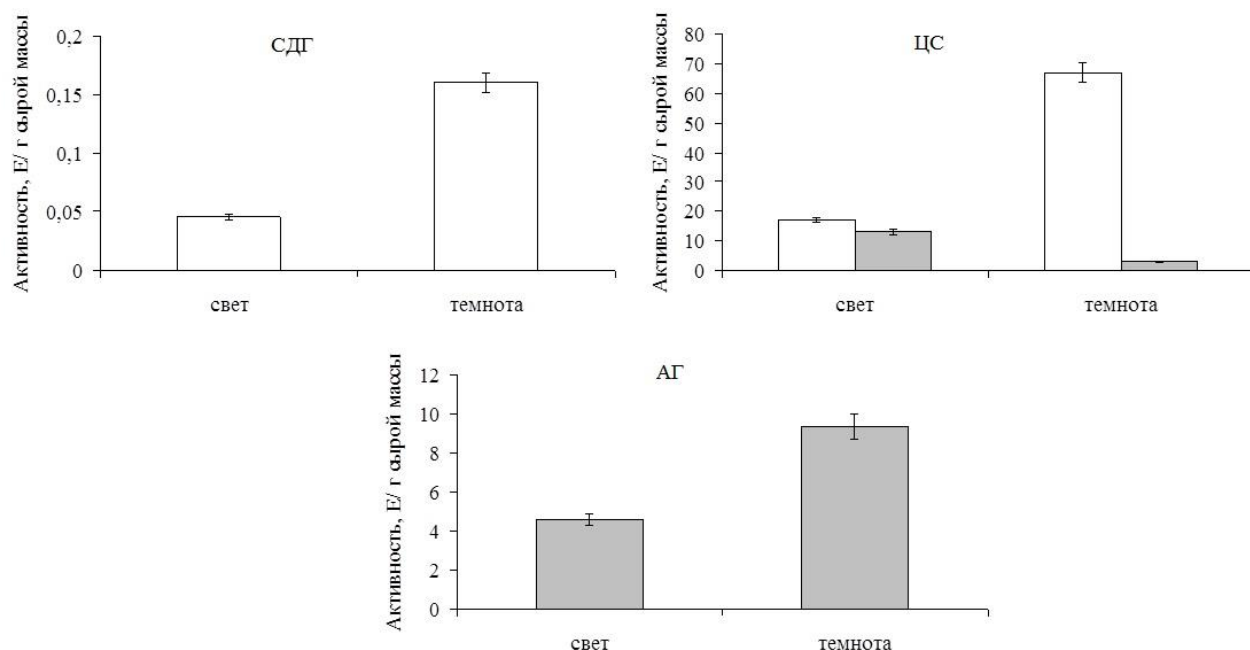 СДГ
Активность, Е/ г сырой массы
0,2
0,15
0,1
0,05
0
свет
темнота
ЦС
Активность, Е/ г сырой массы
80
70
60
50
40
30
20
10
0
свет
темнота
АГ
Активность, Е/ г сырой массы
12
10
8
6
4
2
0
свет
темнота